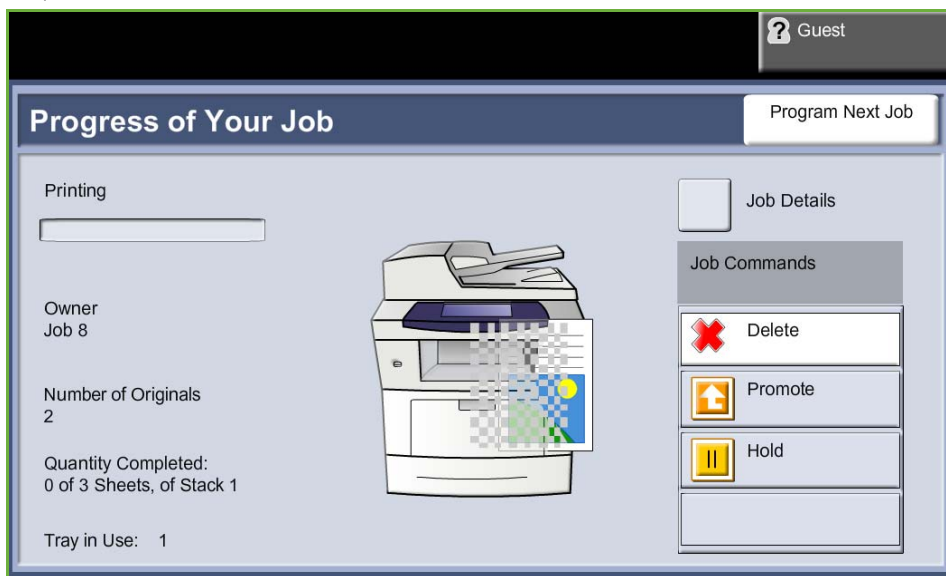 Guest
Progress of Your Job
Program Next Job
Printing
Job Details
Job Commands
Owner
Job 8
Delete
Number of Originals
2
Promote
Quantity Completed:
0 of 3 Sheets, of Stack 1
Hold
Tray in Use: 1